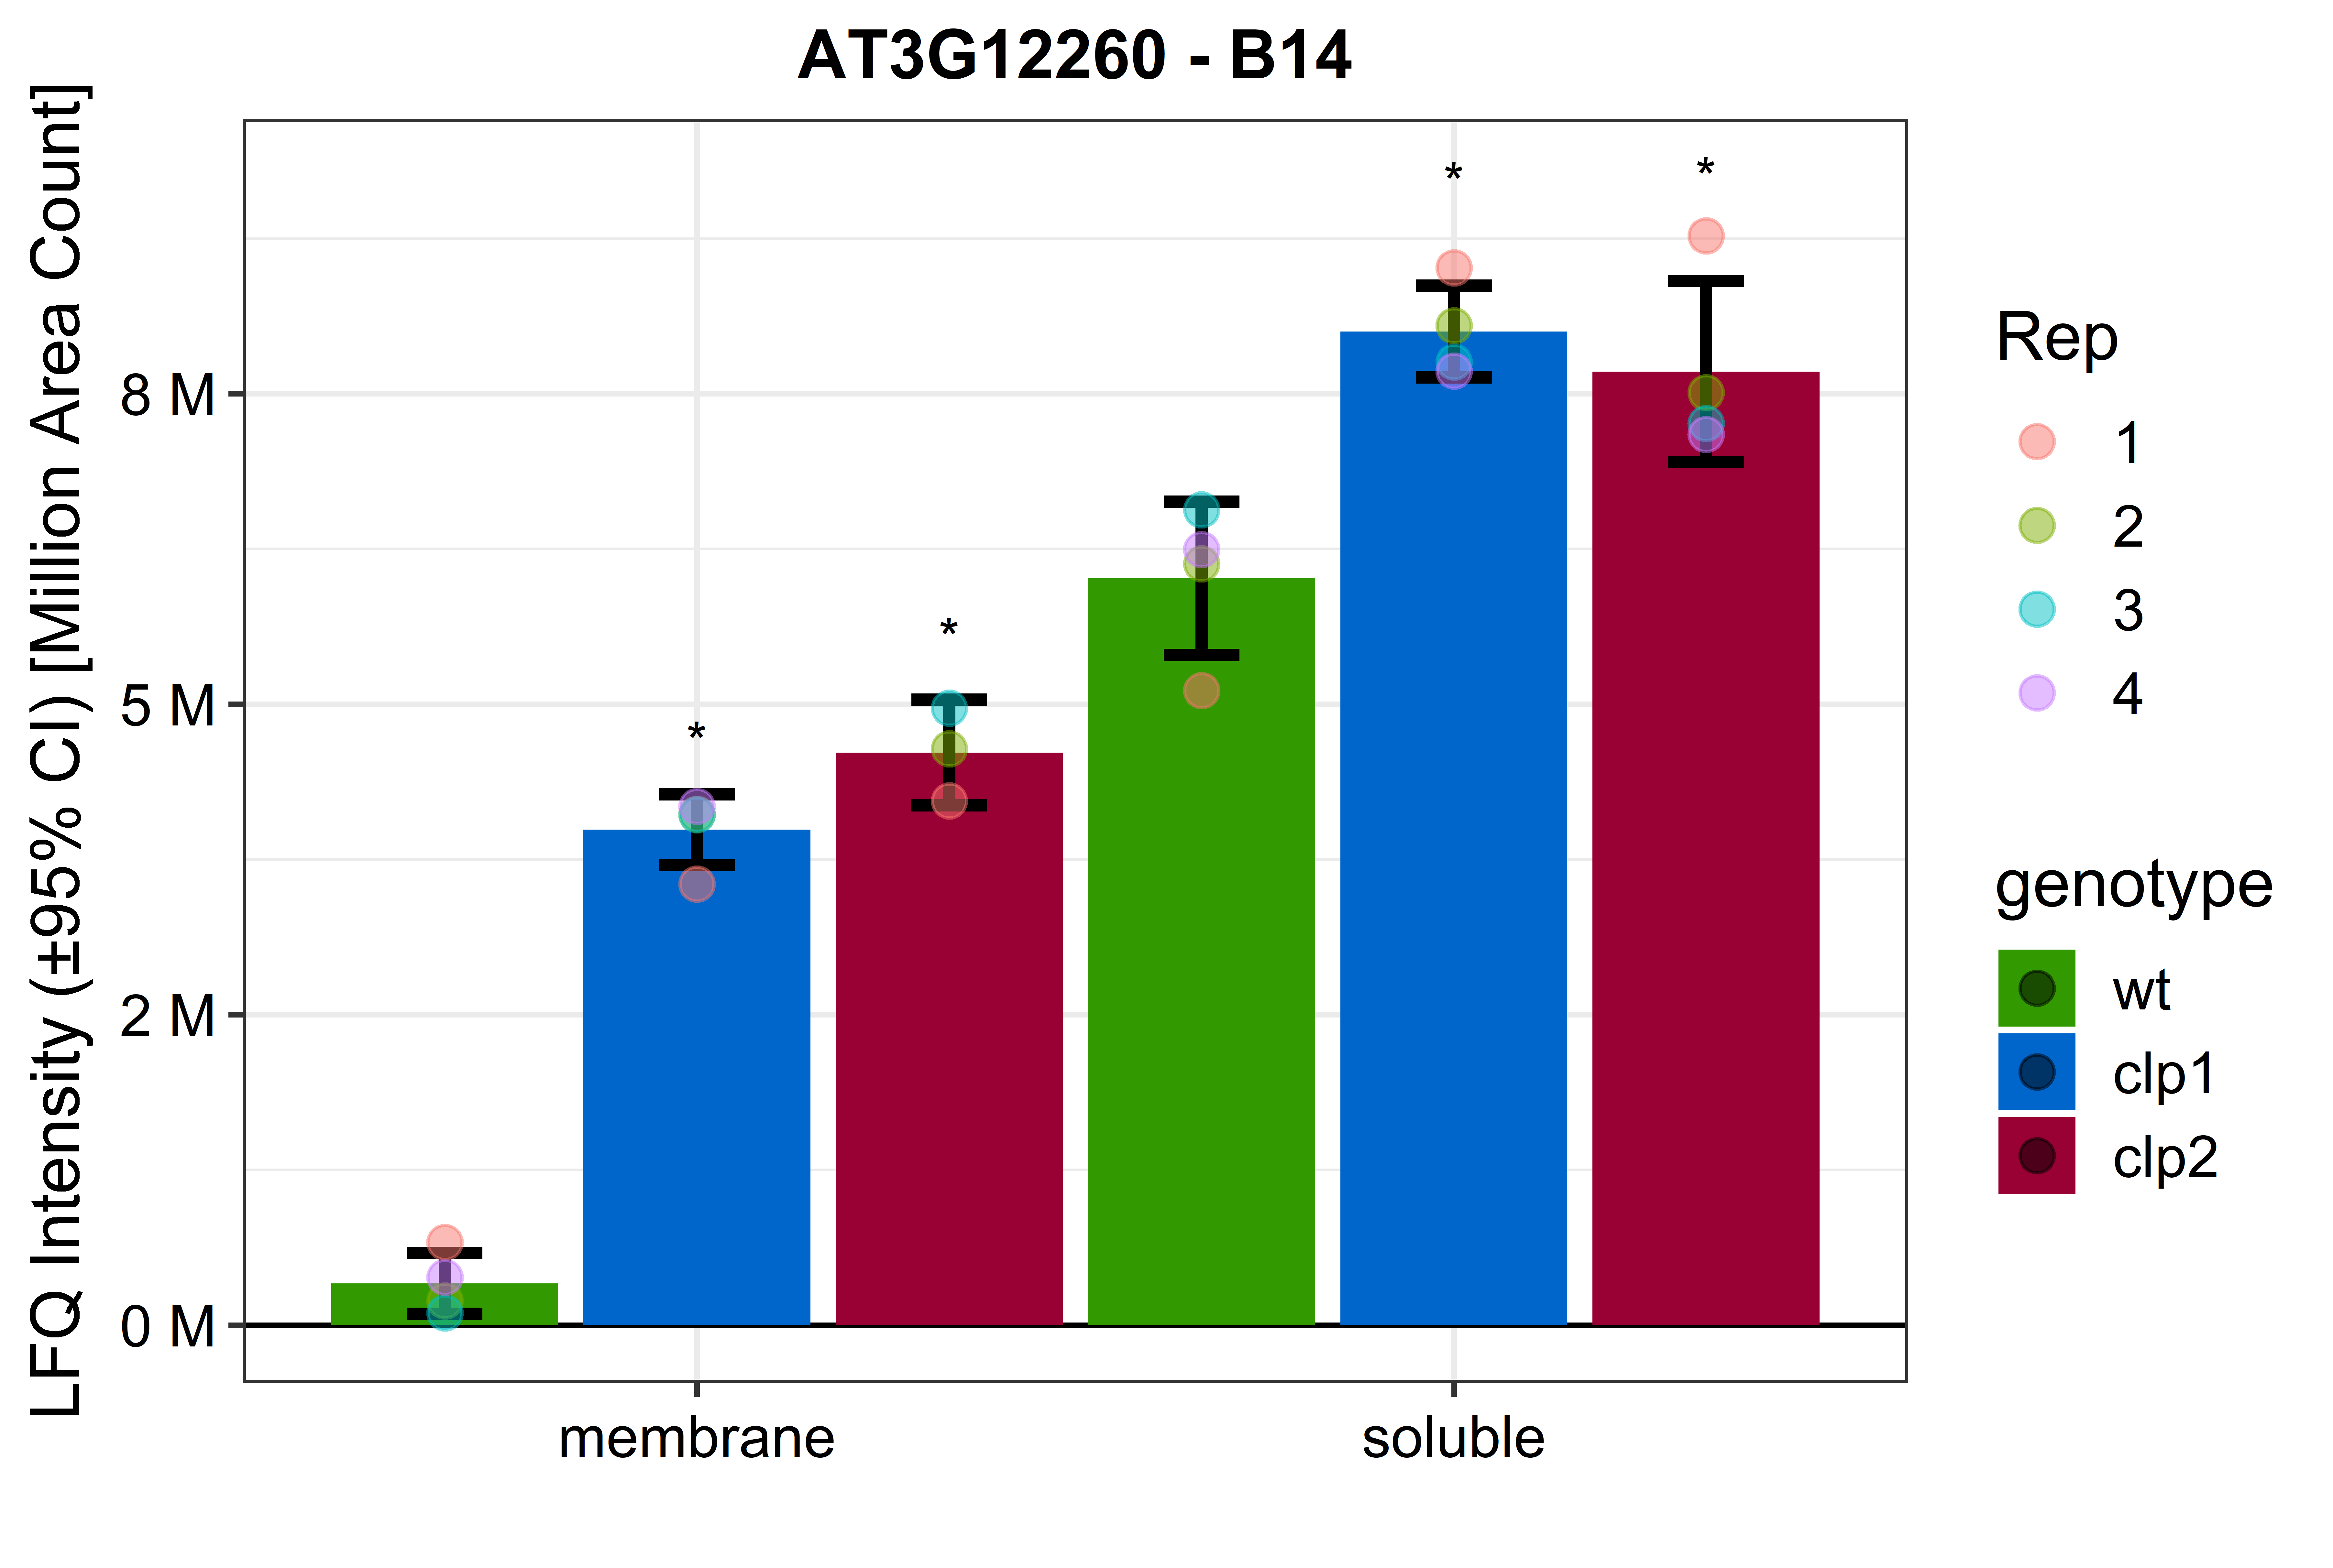 AT3G12260 - B14
LFQ Intensity (±95% CI) [Million Area Count]
8 M
5 M
2 M
0 M
*
*
*
*
membrane
soluble
Rep
1
2
3
4
genotype
wt
clp1
clp2